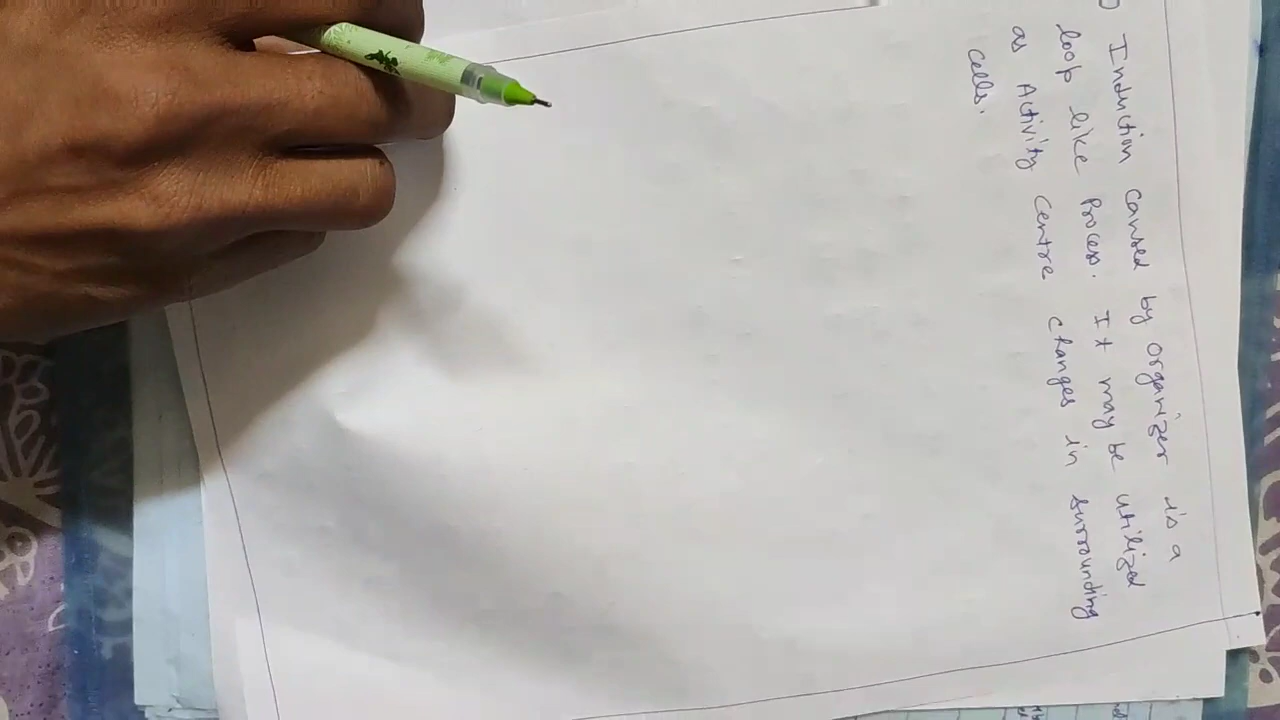 Induction caused by organizer is a
loop like Process. It may be utilized
as Activity centre changes in surrounding
cells.